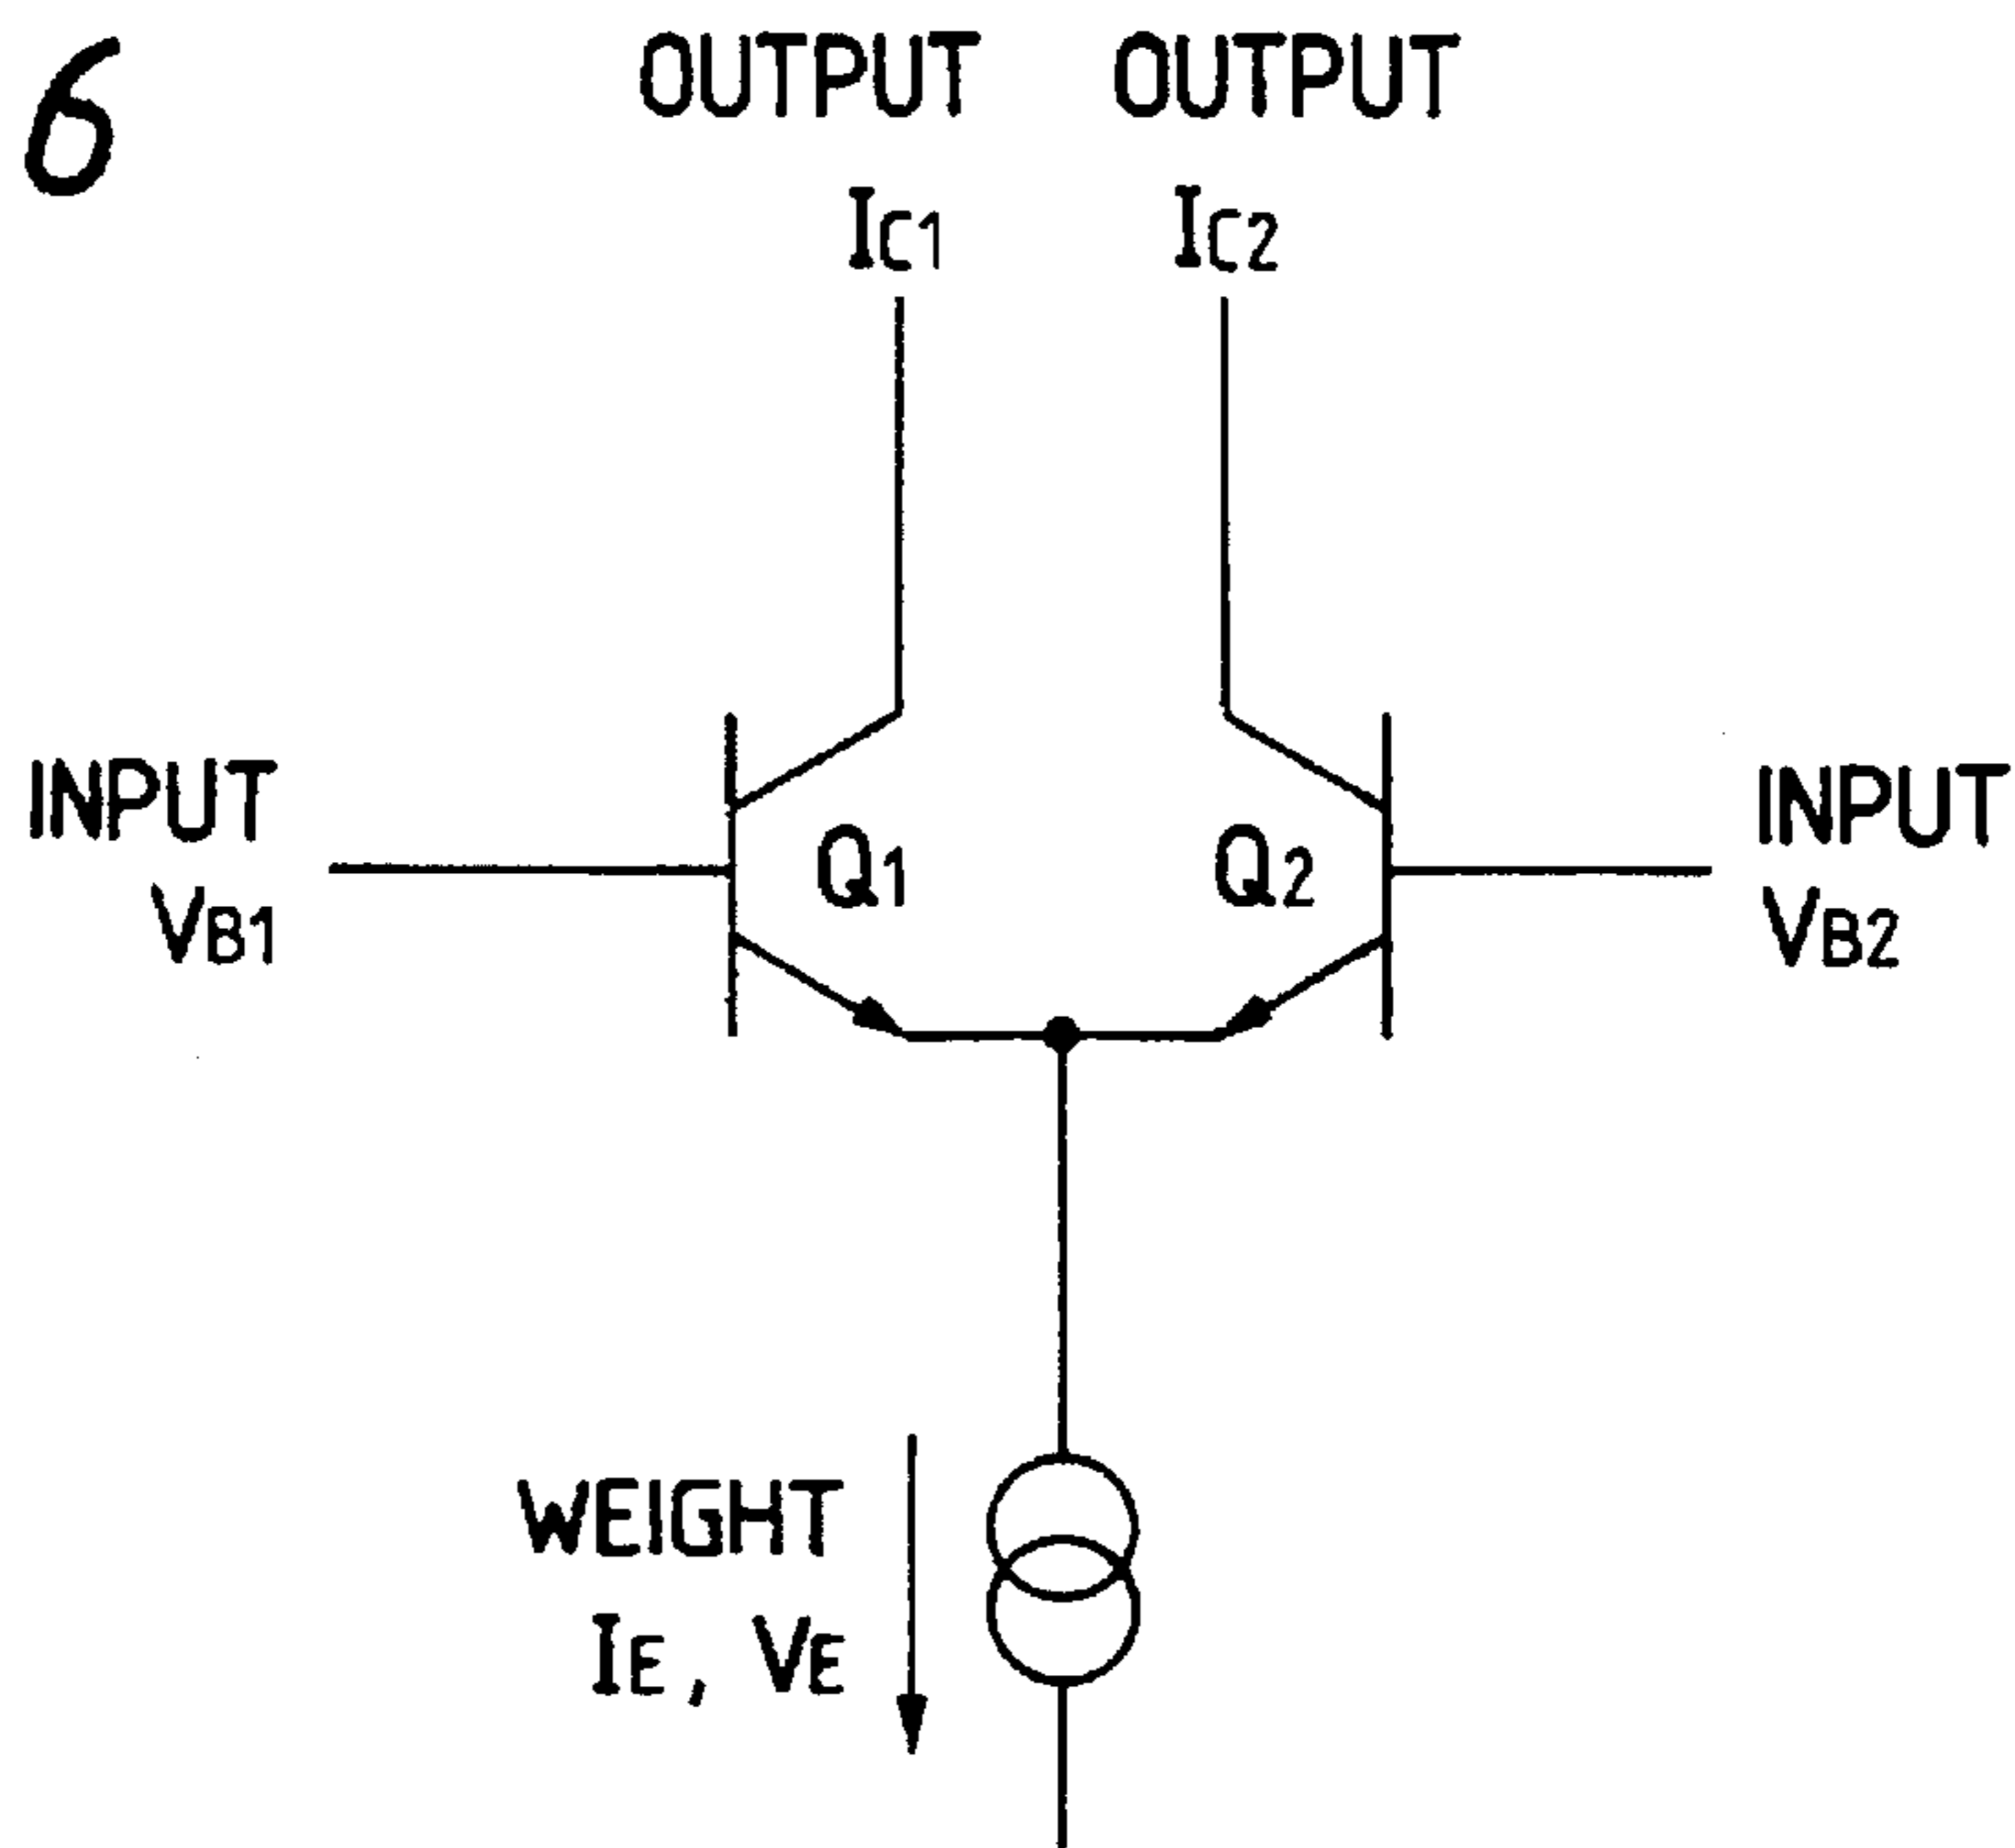 6
OUTPUT OUTPUT
IC1 IC2
INPUT
VB1
Q1 Q2
INPUT
VB2
WEIGHT
IE, VE